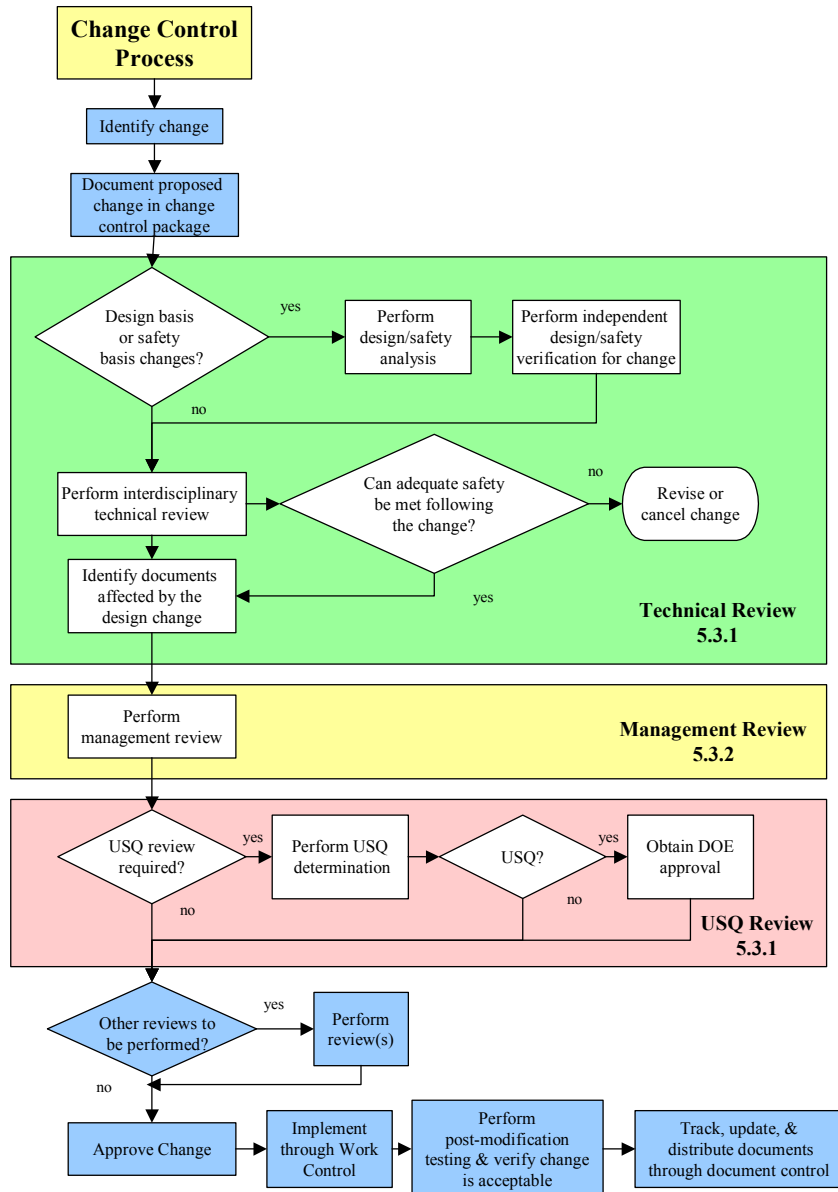 Change Control
Process
Identify change
Document proposed
change in change
control package
Design basis
or safety
basis changes?
yes
Perform
design/safety
analysis
Perform independent
design/safety
verification for change
no
Perform interdisciplinary
technical review
Can adequate safety
be met following
the change?
no
Revise or
cancel change
Identify documents
affected by the
design change
yes
Technical Review
5.3.1
Perform
management review
Management Review
5.3.2
USQ review
required?
yes
Perform USQ
determination
USQ?
yes
Obtain DOE
approval
no
no
USQ Review
5.3.1
Other reviews to
be performed?
yes
Perform
review(s)
no
Approve Change
Implement
through Work
Control
Perform
post-modification
testing & verify change
is acceptable
Track, update, &
distribute documents
through document control